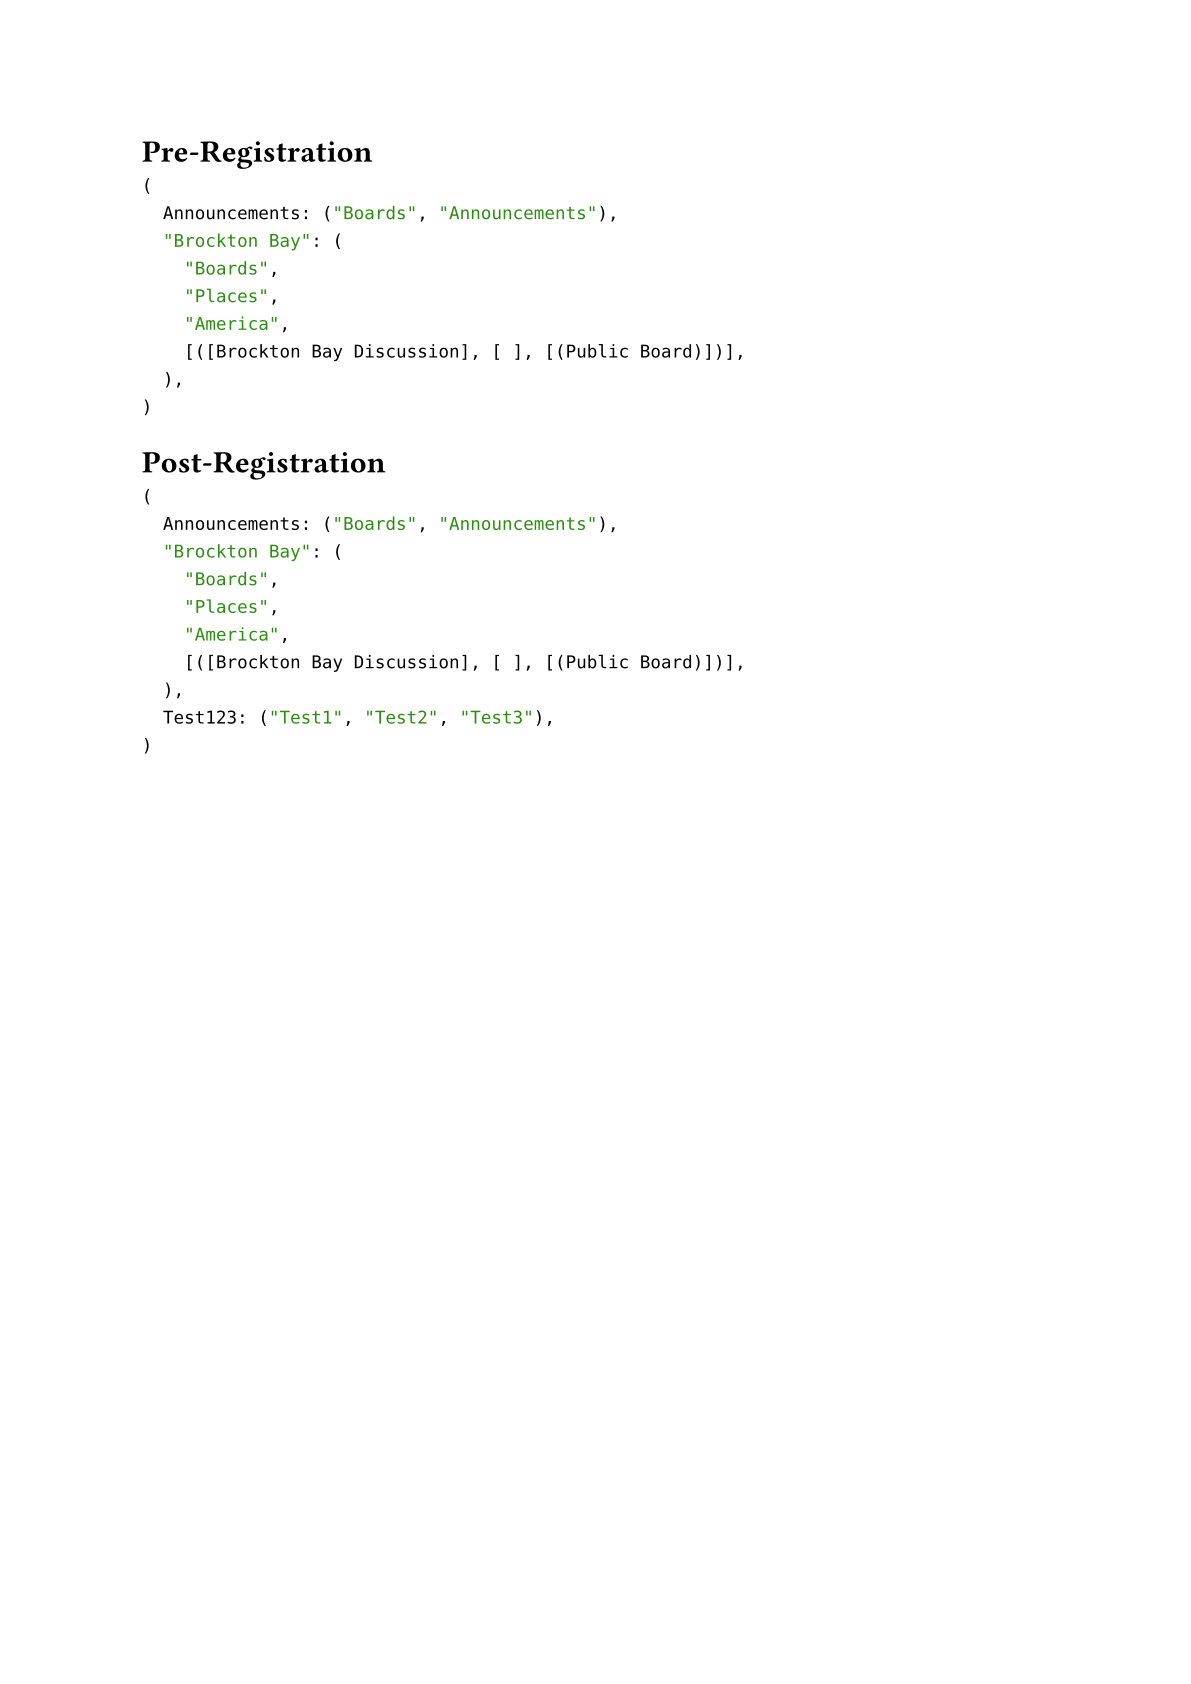 Pre-Registration
(
  Announcements: ("Boards", "Announcements"),
  "Brockton Bay": (
    "Boards",
    "Places",
    "America",
    [([Brockton Bay Discussion], [ ], [(Public Board)])],
  ),
)
Post-Registration
(
  Announcements: ("Boards", "Announcements"),
  "Brockton Bay": (
    "Boards",
    "Places",
    "America",
    [([Brockton Bay Discussion], [ ], [(Public Board)])],
  ),
  Test123: ("Test1", "Test2", "Test3"),
)